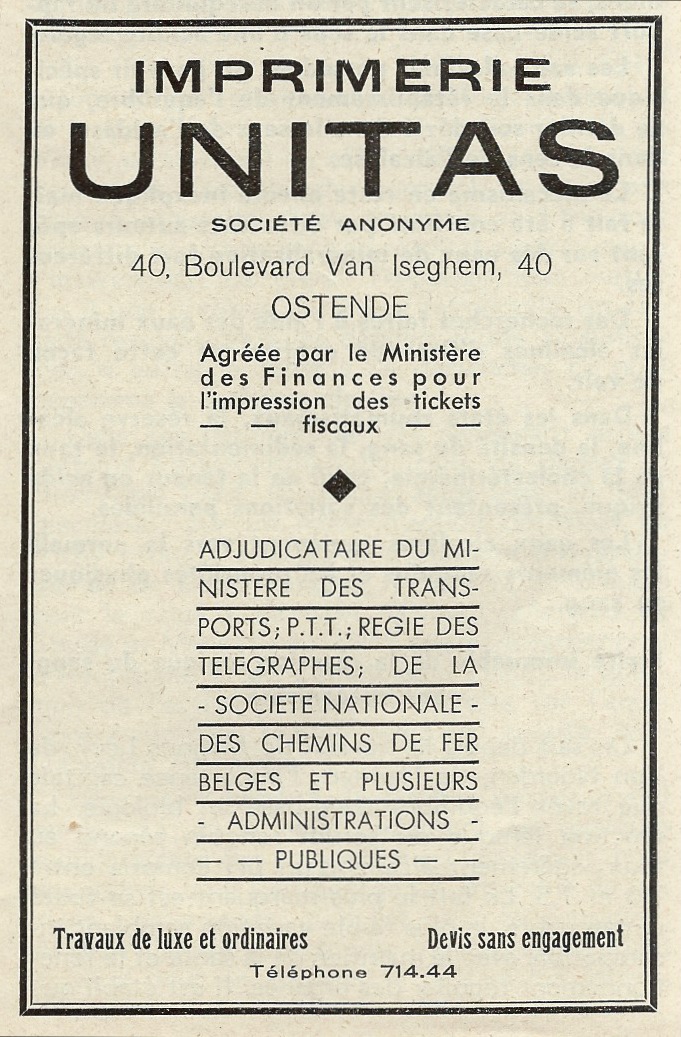 IMPRIMERIE
UNITAS
SOCIÉTÉ ANONYME
40, Boulevard Van Iseghem, 40
OSTENDE
Agréée par le Ministère
des Finances pour
l'impression des tickets
— — fiscaux — —
ADJUDICATAIRE DU MI-
NISTERE DES TRANS-
PORTS; P.T.T.; REGIE DES
TELEGRAPHES; DE LA
- SOCIETE NATIONALE -
DES CHEMINS DE FER
BELGES ET PLUSIEURS
- ADMINISTRATIONS -
— — PUBLIQUES — —
Travaux de luxe et ordinaires Devis sans engagement
Téléphone 714.44